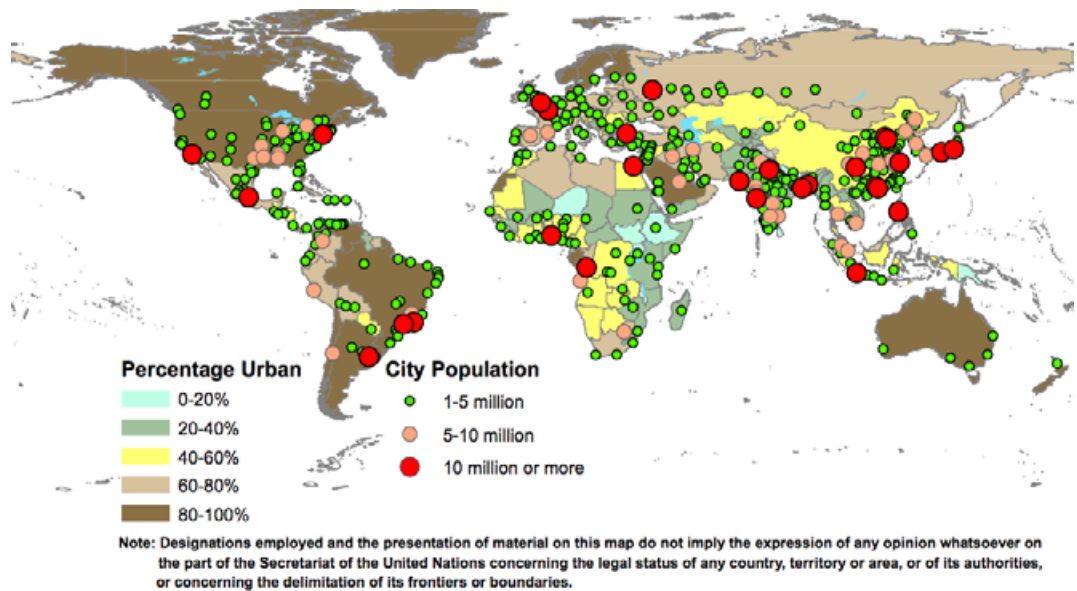 Percentage Urban
0-20%
20-40%
40-60%
60-80%
80-100%
City Population
1-5 million
5-10 million
10 million or more
Note: Designations employed and the presentation of material on this map do not imply the expression of any opinion whatsoever on
the part of the Secretariat of the United Nations concerning the legal status of any country, territory or area, or of its authorities,
or concerning the delimitation of its frontiers or boundaries.